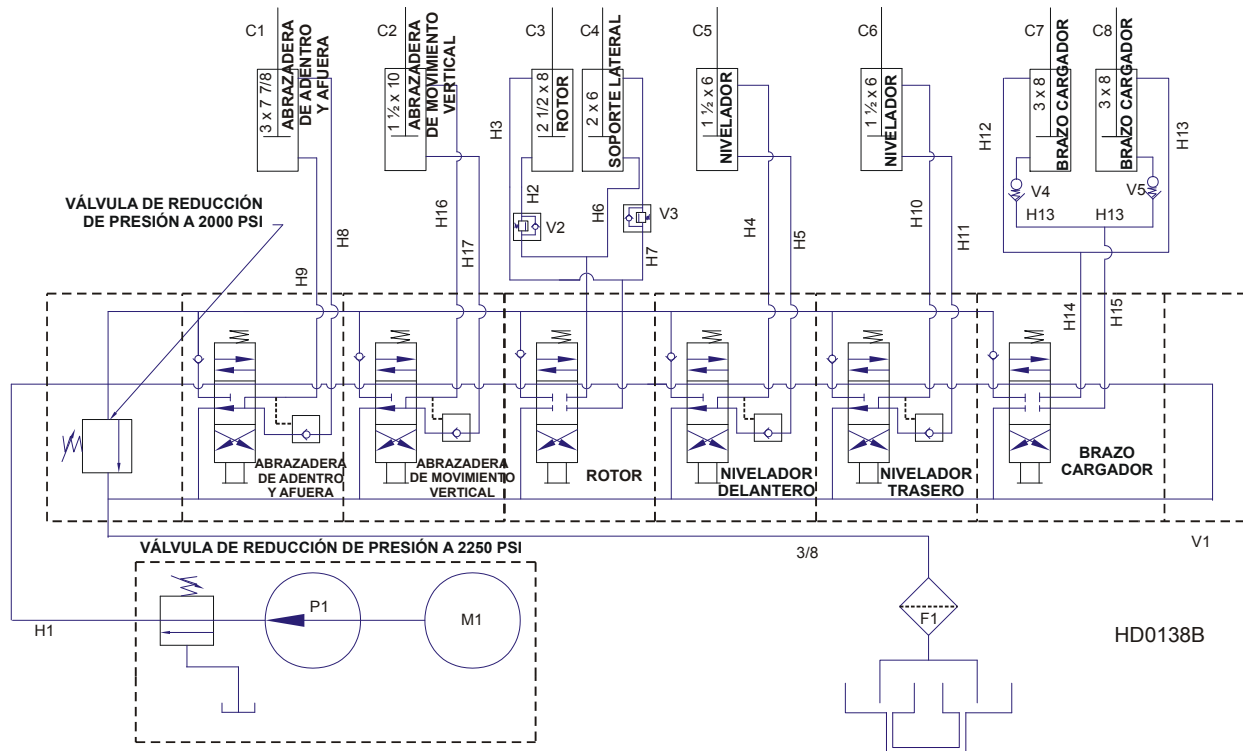 C1
C2
C3
C4
C5
C6
C7
C8
3 x 7 7/8
ABRAZADERA
DE ADENTRO
Y AFUERA
1 ½ x 10
ABRAZADERA
DE MOVIMIENTO
VERTICAL
2 1/2 x 8
ROTOR
2 x 6
SOPORTE LATERAL
1 ½ x 6
NIVELADOR
1 ½ x 6
NIVELADOR
3 x 8
BRAZO CARGADOR
3 x 8
BRAZO CARGADOR
H3
H12
H13
VÁLVULA DE REDUCCIÓN
DE PRESIÓN A 2000 PSI
H2
H16
H6
V2
V3
H4
H10
V4
V5
H13
H13
H8
H9
H17
H7
H5
H11
H14
H15
ABRAZADERA
DE ADENTRO
Y AFUERA
ABRAZADERA
DE MOVIMIENTO
VERTICAL
ROTOR
NIVELADOR
DELANTERO
NIVELADOR
TRASERO
BRAZO
CARGADOR
VÁLVULA DE REDUCCIÓN DE PRESIÓN A 2250 PSI
3/8
V1
H1
P1
M1
F1
HD0138B